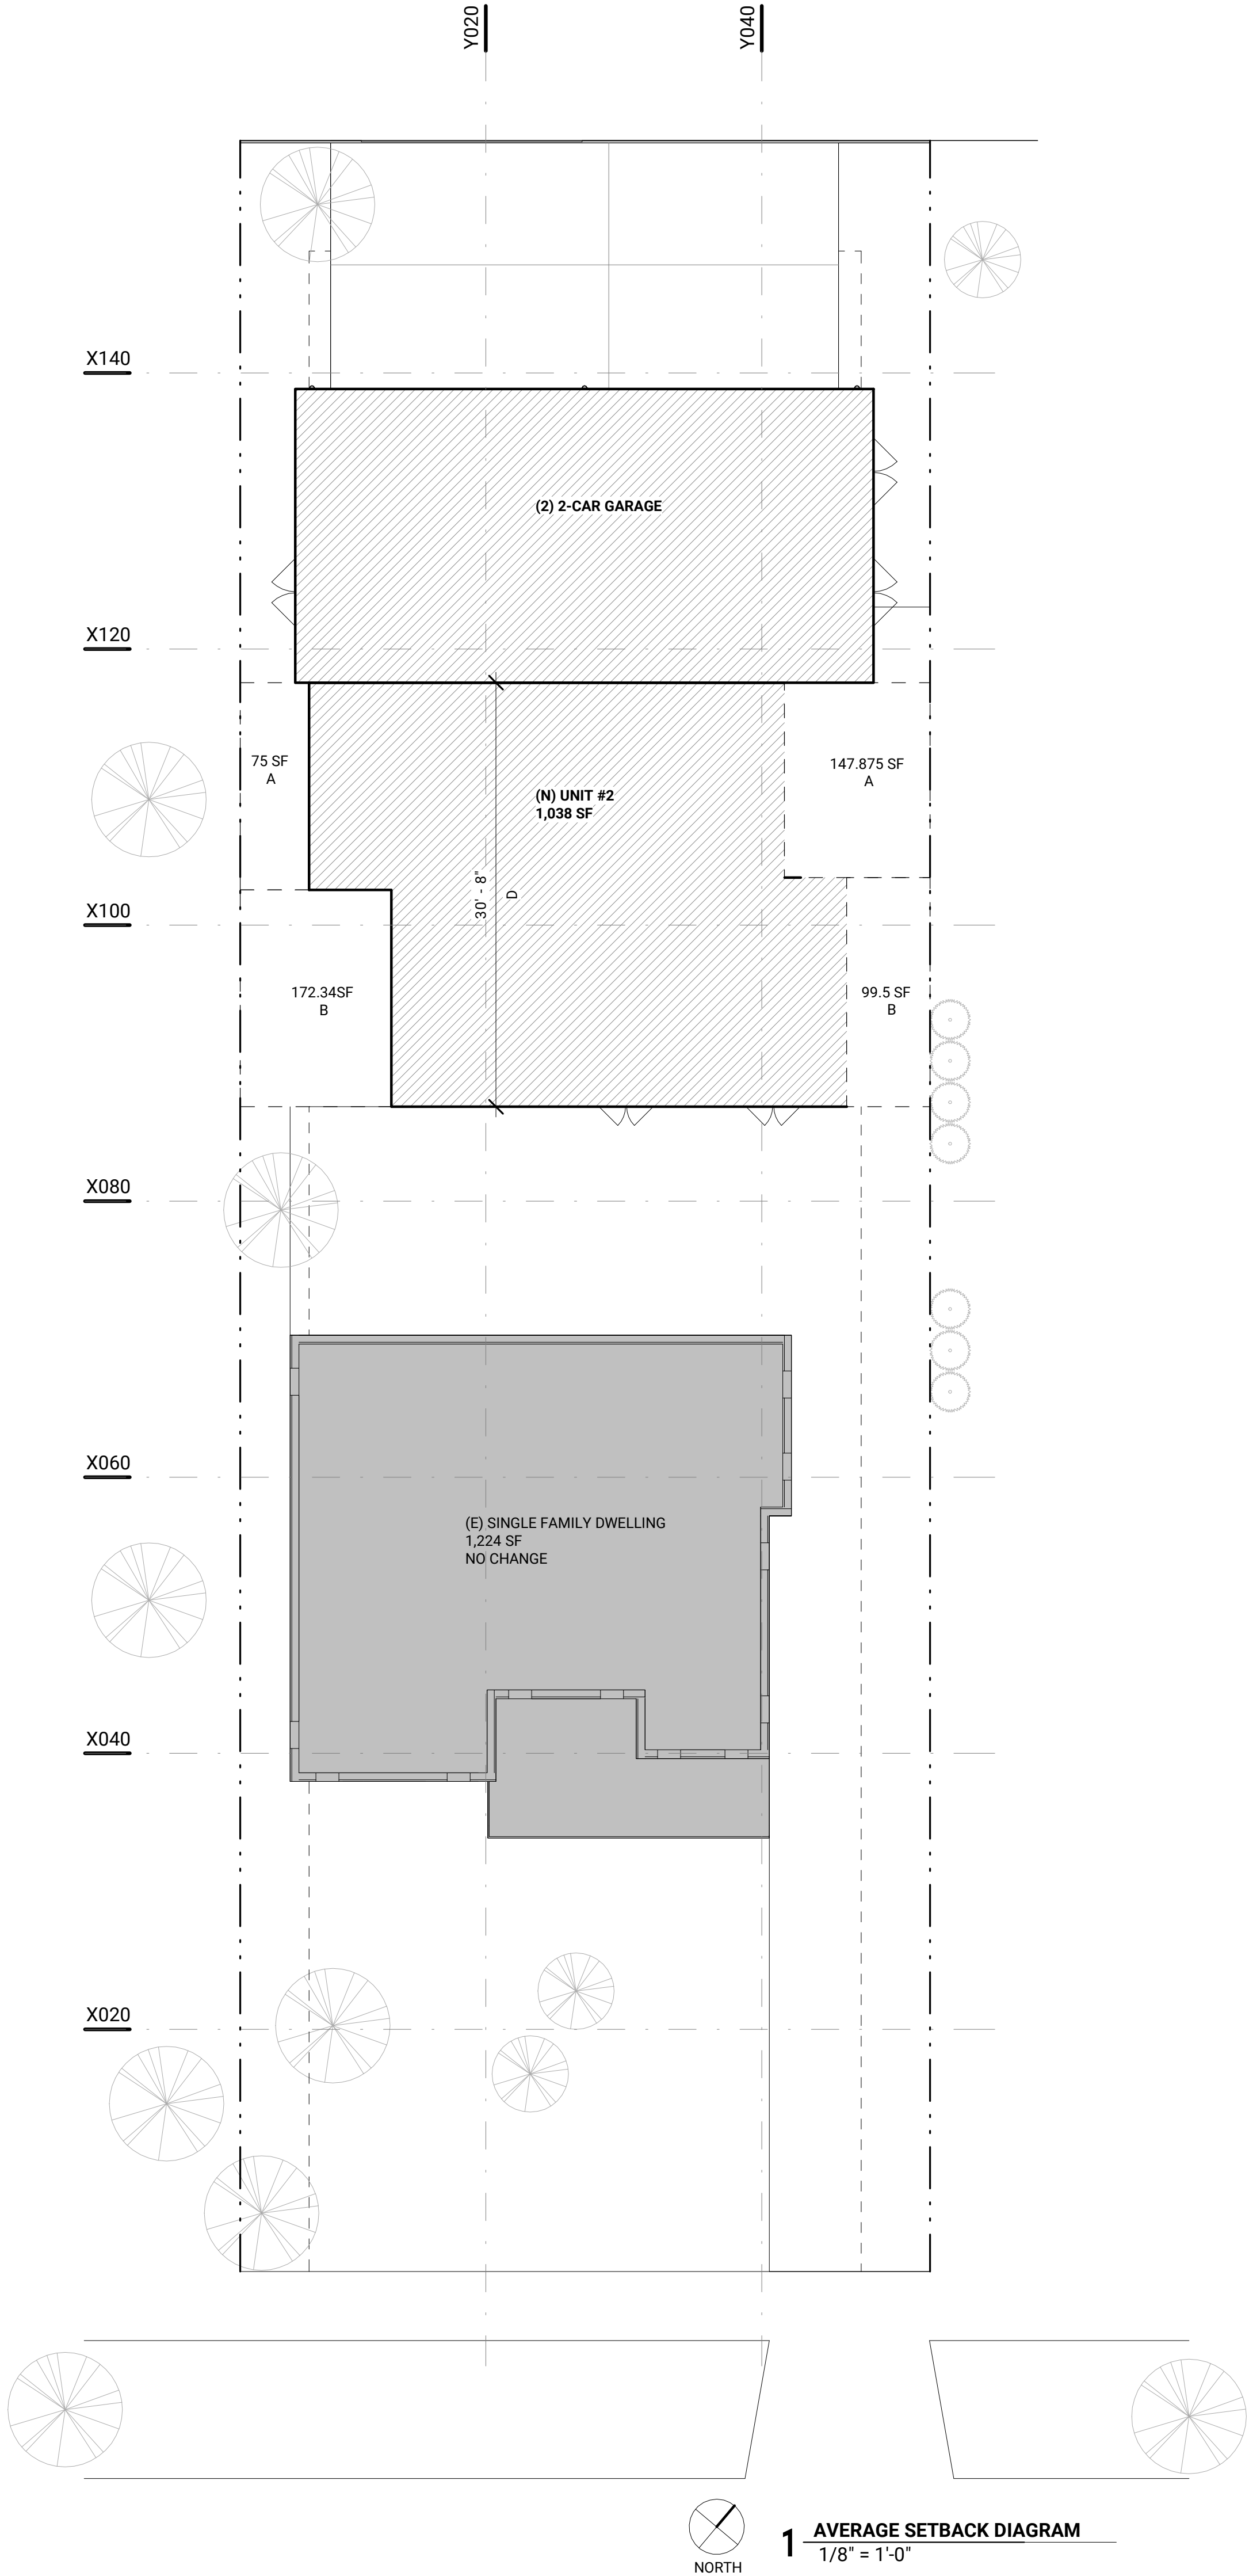 Y020
Y040
X140
(2) 2-CAR GARAGE
X120
75 SF
A
147.875 SF
A
(N) UNIT #2
1,038 SF
30' - 8"
D
X100
172.34SF
B
99.5 SF
B
X080
X060
(E) SINGLE FAMILY DWELLING
1,224 SF
NO CHANGE
X040
X020
NORTH
1
AVERAGE SETBACK DIAGRAM
1/8" = 1'-0"